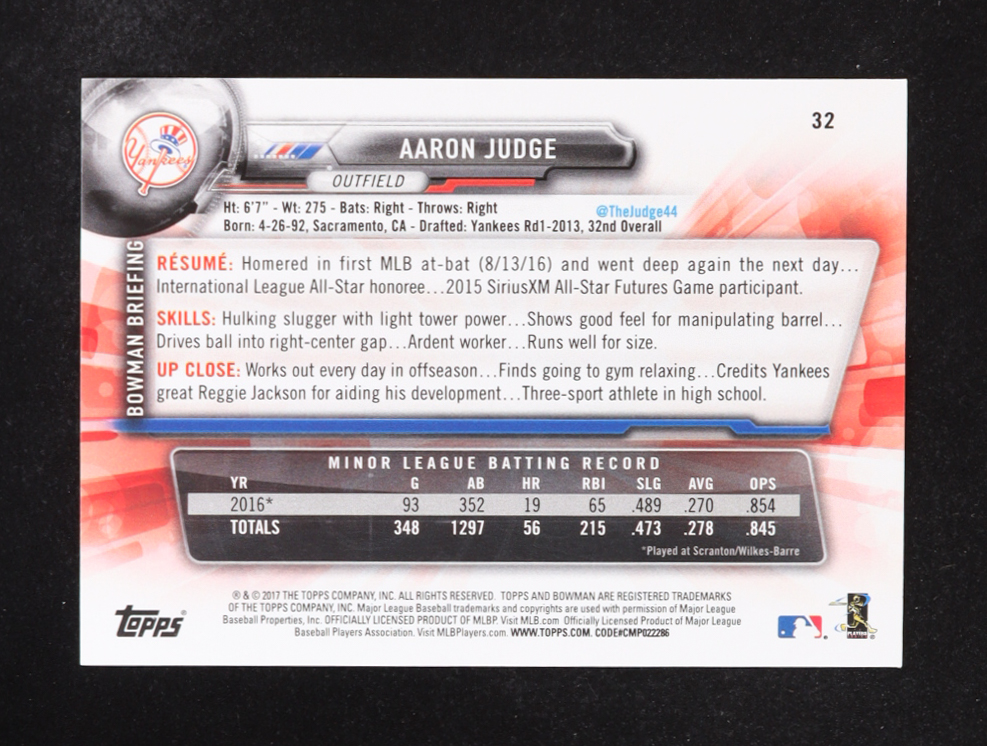 32
Yankees
AARON JUDGE
OUTFIELD
Ht: 6'7" - Wt: 275 - Bats: Right - Throws: Right
@TheJudge44
Born: 4-26-92, Sacramento, CA - Drafted: Yankees Rd1-2013, 32nd Overall
BOWMAN BRIEFING
RÉSUMÉ: Homered in first MLB at-bat (8/13/16) and went deep again the next day...
International League All-Star honoree...2015 SiriusXM All-Star Futures Game participant.
SKILLS: Hulking slugger with light tower power...Shows good feel for manipulating barrel...
Drives ball into right-center gap...Ardent worker...Runs well for size.
UP CLOSE: Works out every day in offseason...Finds going to gym relaxing...Credits Yankees
great Reggie Jackson for aiding his development...Three-sport athlete in high school.
MINOR LEAGUE BATTING RECORD
YR G AB HR RBI SLG AVG OPS
2016* 93 352 19 65 .489 .270 .854
TOTALS 348 1297 56 215 .473 .278 .845
*Played at Scranton/Wilkes-Barre
® & © 2017 THE TOPPS COMPANY, INC. ALL RIGHTS RESERVED. TOPPS AND BOWMAN ARE REGISTERED TRADEMARKS
OF THE TOPPS COMPANY, INC. Major League Baseball trademarks and copyrights are used with permission of Major League
Baseball Properties, Inc. OFFICIALLY LICENSED PRODUCT OF MLBP. Visit MLB.com Officially Licensed Product of Major League
Baseball Players Association. Visit MLBPlayers.com. WWW.TOPPS.COM. CODE#CMP022286
Topps®
PLAYERS